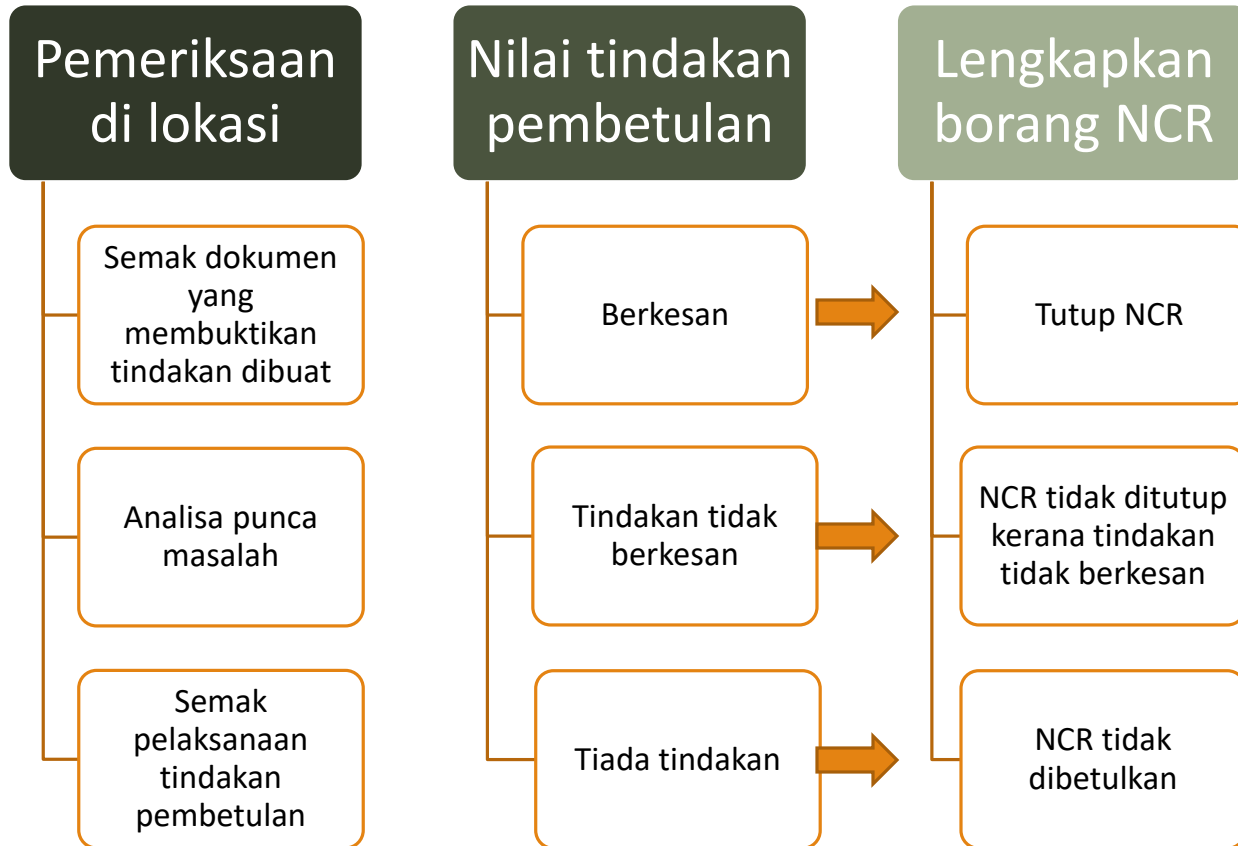 Pemeriksaan
di lokasi
Semak dokumen
yang
membuktikan
tindakan dibuat
Analisa punca
masalah
Semak
pelaksanaan
tindakan
pembetulan
Nilai tindakan
pembetulan
Berkesan
Tindakan tidak
berkesan
Tiada tindakan
Lengkapkan
borang NCR
Tutup NCR
NCR tidak ditutup
kerana tindakan
tidak berkesan
NCR tidak
dibetulkan